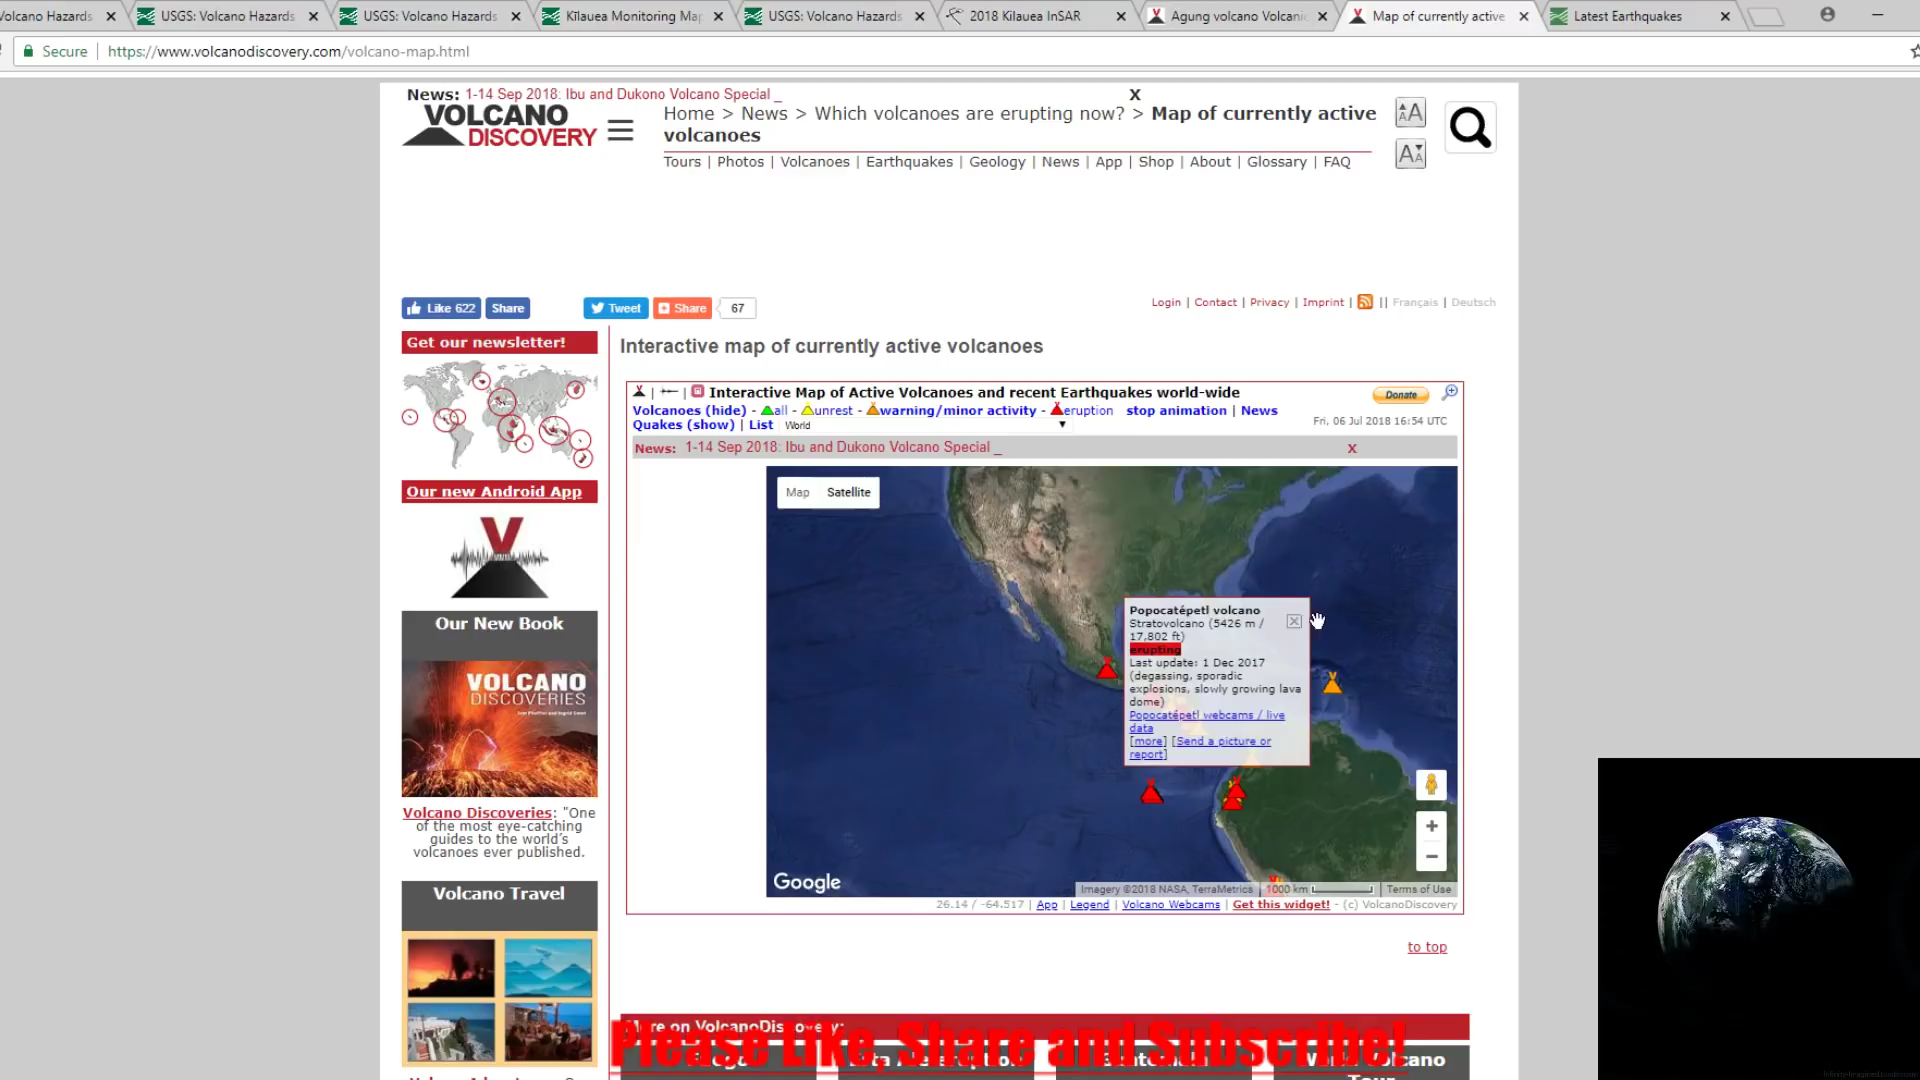 olcano Hazards
USGS: Volcano Hazards
USGS: Volcano Hazards
Kīlauea Monitoring Map
USGS: Volcano Hazards
2018 Kilauea InSAR
Agung volcano Volcanic
Map of currently active
Latest Earthquakes
Secure
https://www.volcanodiscovery.com/volcano-map.html
News: 1-14 Sep 2018: Ibu and Dukono Volcano Special _ X
VOLCANO
DISCOVERY
Home > News > Which volcanoes are erupting now? > Map of currently active
volcanoes
Tours | Photos | Volcanoes | Earthquakes | Geology | News | App | Shop | About | Glossary | FAQ
AA
AA
Like 622
Share
Tweet
Share
67
Login | Contact | Privacy | Imprint | || Français | Deutsch
Get our newsletter!
Our new Android App
Our New Book
VOLCANO
DISCOVERIES
Volcano Discoveries: "One
of the most eye-catching
guides to the world's
volcanoes ever published.
Volcano Travel
Interactive map of currently active volcanoes
Interactive Map of Active Volcanoes and recent Earthquakes world-wide
Donate
Volcanoes (hide) - all - unrest - warning/minor activity - eruption stop animation | News
Quakes (show) | List World
Fri, 06 Jul 2018 16:54 UTC
News: 1-14 Sep 2018: Ibu and Dukono Volcano Special _ X
Map
Satellite
Popocatépetl volcano
Stratovolcano (5426 m /
17,802 ft)
erupting
Last update: 1 Dec 2017
(degassing, sporadic
explosions, slowly growing lava
dome)
Popocatépetl webcams / live
data
[more] [Send a picture or
report]
Google
Imagery ©2018 NASA, TerraMetrics
1000 km
Terms of Use
26.14 / -64.517 | App | Legend | Volcano Webcams | Get this widget! - (c) VolcanoDiscovery
to top
More on VolcanoDiscovery:
Please Like, Share and Subscribe!